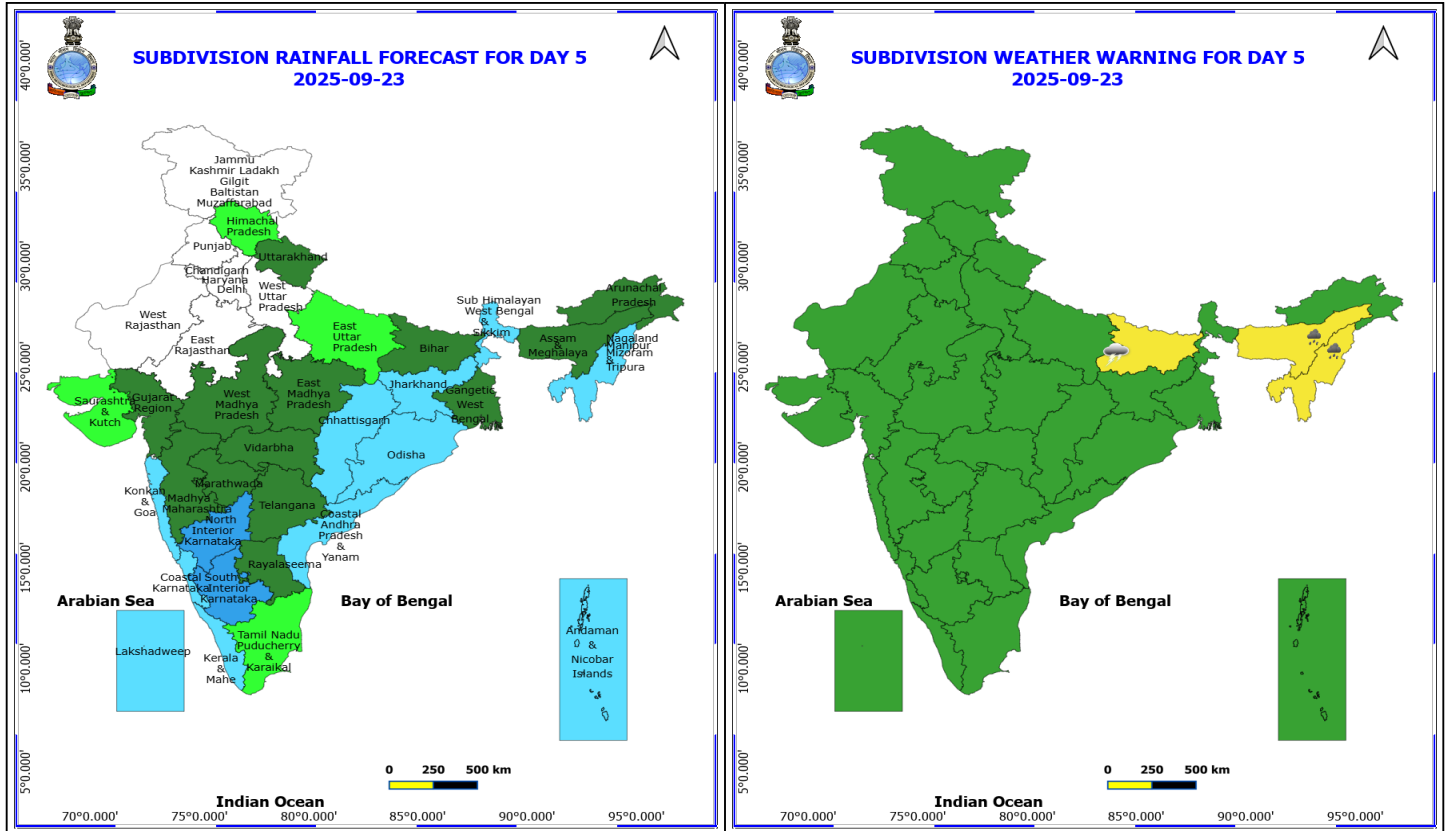 SUBDIVISION RAINFALL FORECAST FOR DAY 5
2025-09-23
40°0.000'
35°0.000'
30°0.000'
25°0.000'
20°0.000'
15°0.000'
10°0.000'
5°0.000'
Jammu
Kashmir Ladakh
Gilgit
Baltistan
Muzaffarabad
Himachal
Pradesh
Punjab
Uttarakhand
Chandigarh
Haryana
Delhi
West
Uttar
Pradesh
West
Rajasthan
East
Rajasthan
East
Uttar
Pradesh
Sub Himalayan
West Bengal
&
Sikkim
Arunachal
Pradesh
Assam
&
Meghalaya
Nagaland
Manipur
Mizoram
&
Tripura
Bihar
Jharkhand
Gangetic
West
Bengal
Saurashtra
&
Kutch
Gujarat
Region
West
Madhya
Pradesh
East
Madhya
Pradesh
Chhattisgarh
Odisha
Vidarbha
Konkan
&
Goa
Madhya
Maharashtra
Marathwada
Telangana
North
Interior
Karnataka
Coastal
Andhra
Pradesh
&
Yanam
Rayalaseema
Coastal
Karnataka
South
Interior
Karnataka
Arabian Sea
Bay of Bengal
Lakshadweep
Kerala
&
Mahe
Tamil Nadu
Puducherry
&
Karaikal
Andaman
&
Nicobar
Islands
0 250 500 km
Indian Ocean
70°0.000' 75°0.000' 80°0.000' 85°0.000' 90°0.000' 95°0.000'
SUBDIVISION WEATHER WARNING FOR DAY 5
2025-09-23
40°0.000'
35°0.000'
30°0.000'
25°0.000'
20°0.000'
15°0.000'
10°0.000'
5°0.000'
Arabian Sea
Bay of Bengal
0 250 500 km
Indian Ocean
70°0.000' 75°0.000' 80°0.000' 85°0.000' 90°0.000' 95°0.000'